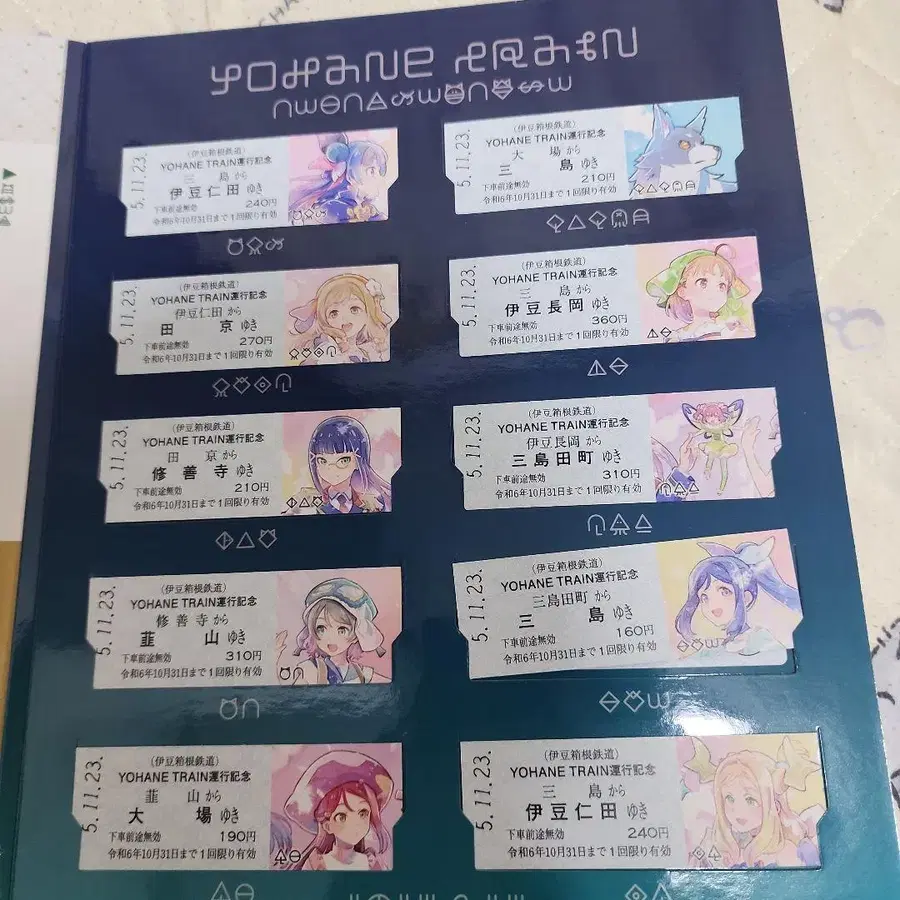 YOHANE TRAIN
5.11.23.
(伊豆箱根鉄道)
YOHANE TRAIN運行記念
三島から
伊豆仁田ゆき
下車前途無効 240円
令和6年10月31日まで1回限り有効
5.11.23.
(伊豆箱根鉄道)
YOHANE TRAIN運行記念
大場から
三島ゆき
下車前途無効 210円
令和6年10月31日まで1回限り有効
5.11.23.
(伊豆箱根鉄道)
YOHANE TRAIN運行記念
伊豆仁田から
田京ゆき
下車前途無効 270円
令和6年10月31日まで1回限り有効
5.11.23.
(伊豆箱根鉄道)
YOHANE TRAIN運行記念
三島から
伊豆長岡ゆき
下車前途無効 360円
令和6年10月31日まで1回限り有効
5.11.23.
(伊豆箱根鉄道)
YOHANE TRAIN運行記念
田京から
修善寺ゆき
下車前途無効 210円
令和6年10月31日まで1回限り有効
5.11.23.
(伊豆箱根鉄道)
YOHANE TRAIN運行記念
伊豆長岡から
三島田町ゆき
下車前途無効 310円
令和6年10月31日まで1回限り有効
5.11.23.
(伊豆箱根鉄道)
YOHANE TRAIN運行記念
修善寺から
韮山ゆき
下車前途無効 310円
令和6年10月31日まで1回限り有効
5.11.23.
(伊豆箱根鉄道)
YOHANE TRAIN運行記念
三島田町から
三島ゆき
下車前途無効 160円
令和6年10月31日まで1回限り有効
5.11.23.
(伊豆箱根鉄道)
YOHANE TRAIN運行記念
韮山から
大場ゆき
下車前途無効 190円
令和6年10月31日まで1回限り有効
5.11.23.
(伊豆箱根鉄道)
YOHANE TRAIN運行記念
三島から
伊豆仁田ゆき
下車前途無効 240円
令和6年10月31日まで1回限り有効